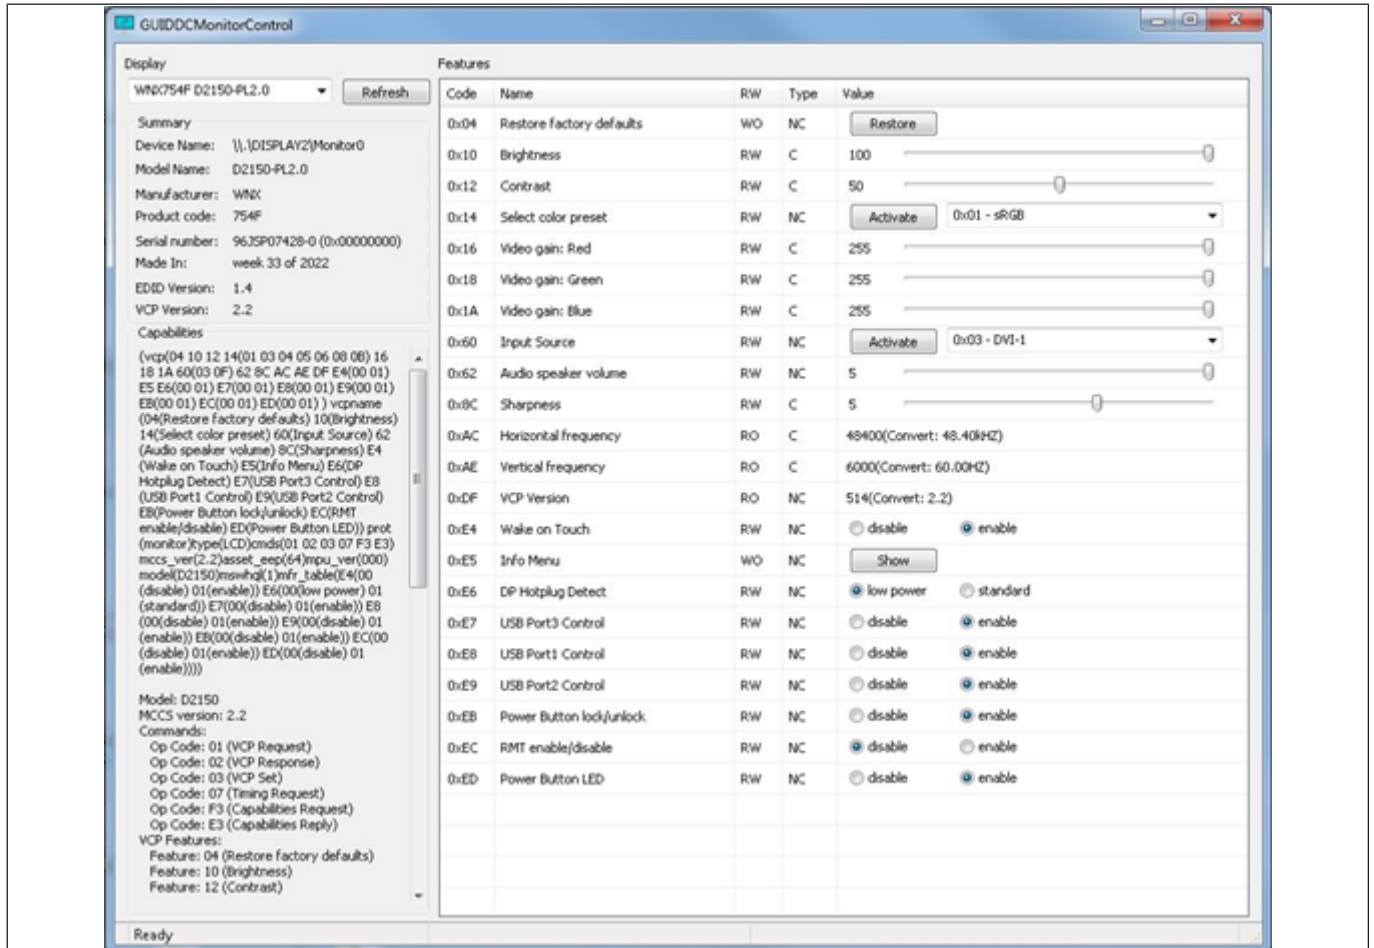 GUIDDCMonitorControl
Display
WNX754F D2150-PL2.0 Refresh
Summary
Device Name: \\.\DISPLAY2\Monitor0
Model Name: D2150-PL2.0
Manufacturer: WNX
Product code: 754F
Serial number: 96JSP07428-0 (0x00000000)
Made In: week 33 of 2022
EDID Version: 1.4
VCP Version: 2.2
Capabilities
(vcp(04 10 12 14(01 03 04 05 06 08 0B) 16
18 1A 60(03 0F) 62 8C AC AE DF E4(00 01)
E5 E6(00 01) E7(00 01) E8(00 01) E9(00 01)
EB(00 01) EC(00 01) ED(00 01) ) vcpname
(04(Restore factory defaults) 10(Brightness)
14(Select color preset) 60(Input Source) 62
(Audio speaker volume) 8C(Sharpness) E4
(Wake on Touch) E5(Info Menu) E6(DP
Hotplug Detect) E7(USB Port3 Control) E8
(USB Port1 Control) E9(USB Port2 Control)
EB(Power Button lock/unlock) EC(RMT
enable/disable) ED(Power Button LED)) prot
(monitor)type(LCD)cmds(01 02 03 07 F3 E3)
mccs_ver(2.2)asset_eep(64)mpu_ver(000)
model(D2150)mswhql(1)mfr_table(E4(00
(disable) 01(enable)) E6(00(low power) 01
(standard)) E7(00(disable) 01(enable)) E8
(00(disable) 01(enable)) E9(00(disable) 01
(enable)) EB(00(disable) 01(enable)) EC(00
(disable) 01(enable)) ED(00(disable) 01
(enable))))
Model: D2150
MCCS version: 2.2
Commands:
Op Code: 01 (VCP Request)
Op Code: 02 (VCP Response)
Op Code: 03 (VCP Set)
Op Code: 07 (Timing Request)
Op Code: F3 (Capabilities Request)
Op Code: E3 (Capabilities Reply)
VCP Features:
Feature: 04 (Restore factory defaults)
Feature: 10 (Brightness)
Feature: 12 (Contrast)
Features
Code Name RW Type Value
0x04 Restore factory defaults WO NC Restore
0x10 Brightness RW C 100
0x12 Contrast RW C 50
0x14 Select color preset RW NC Activate 0x01 - sRGB
0x16 Video gain: Red RW C 255
0x18 Video gain: Green RW C 255
0x1A Video gain: Blue RW C 255
0x60 Input Source RW NC Activate 0x03 - DVI-1
0x62 Audio speaker volume RW NC 5
0x8C Sharpness RW C 5
0xAC Horizontal frequency RO C 48400(Convert: 48.40kHZ)
0xAE Vertical frequency RO C 6000(Convert: 60.00HZ)
0xDF VCP Version RO NC 514(Convert: 2.2)
0xE4 Wake on Touch RW NC disable enable
0xE5 Info Menu WO NC Show
0xE6 DP Hotplug Detect RW NC low power standard
0xE7 USB Port3 Control RW NC disable enable
0xE8 USB Port1 Control RW NC disable enable
0xE9 USB Port2 Control RW NC disable enable
0xEB Power Button lock/unlock RW NC disable enable
0xEC RMT enable/disable RW NC disable enable
0xED Power Button LED RW NC disable enable
Ready